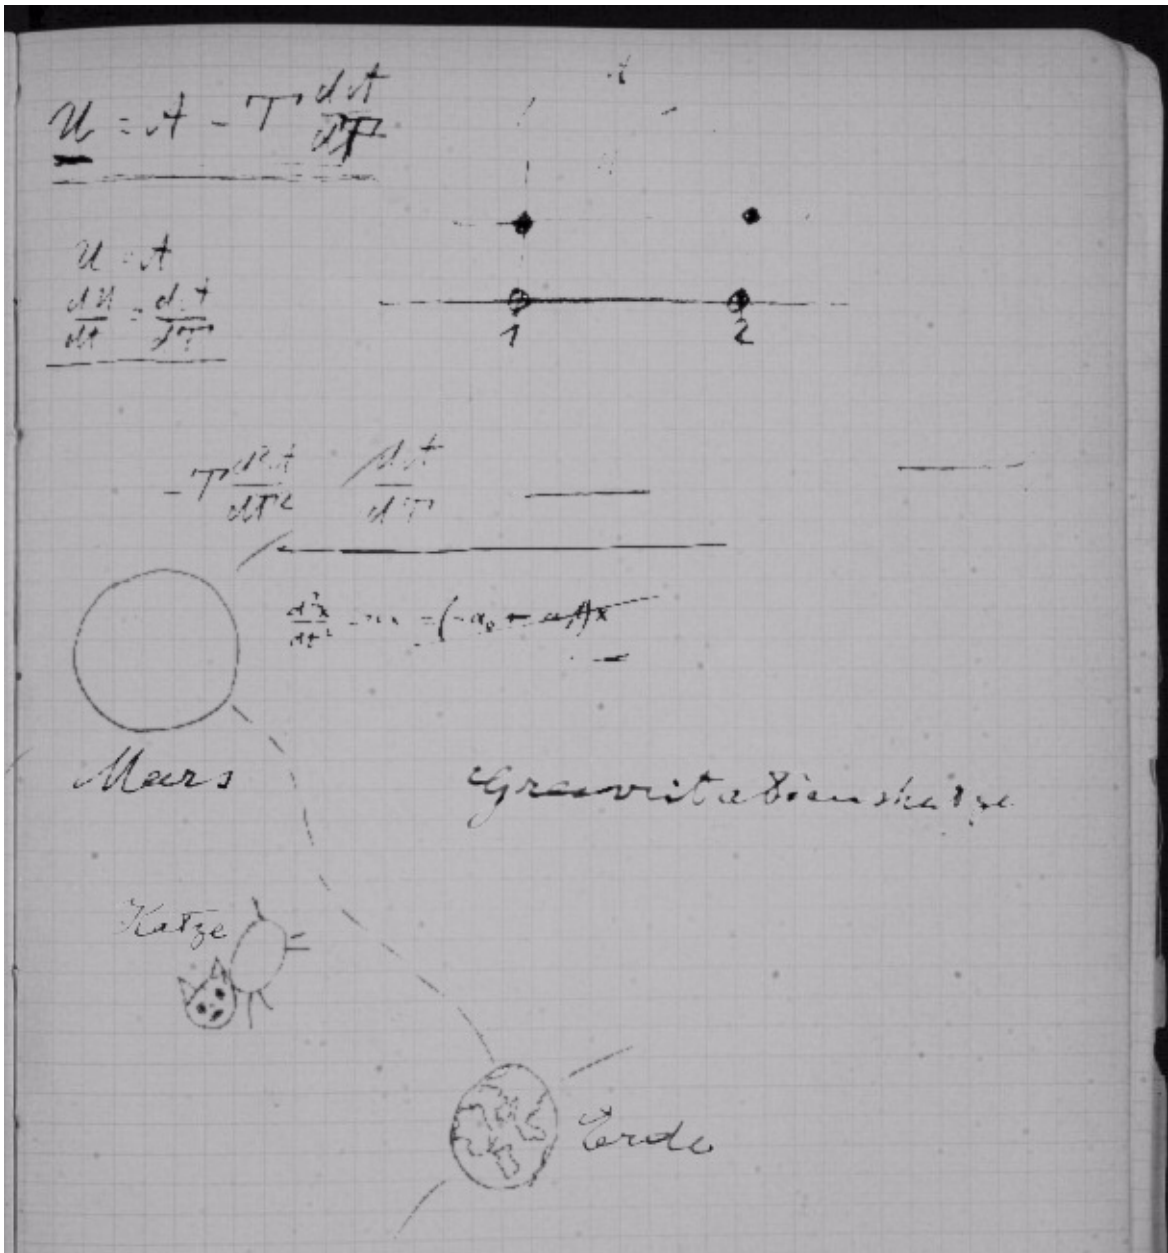 A
U = A - T dA/dT
U = A
dU/dt = dA/dT
1 2
- T d²A/dT² dA/dT
Mars
Gravitationskatze
Katze
Erde